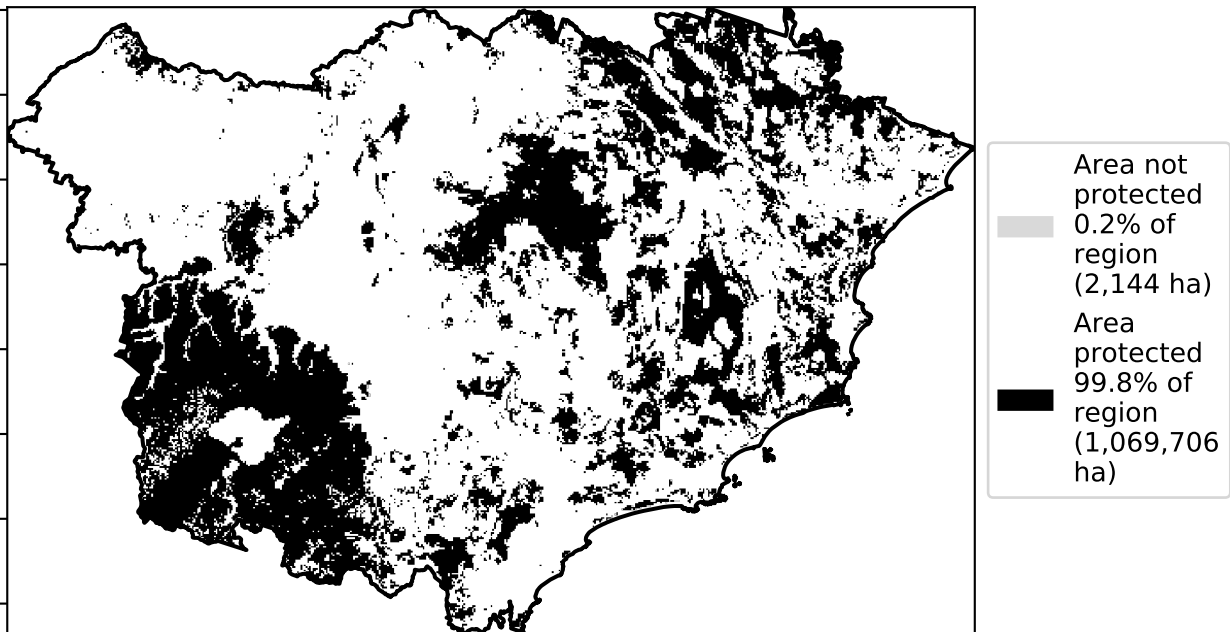 Area not
protected
0.2% of
region
(2,144 ha)
Area
protected
99.8% of
region
(1,069,706
ha)